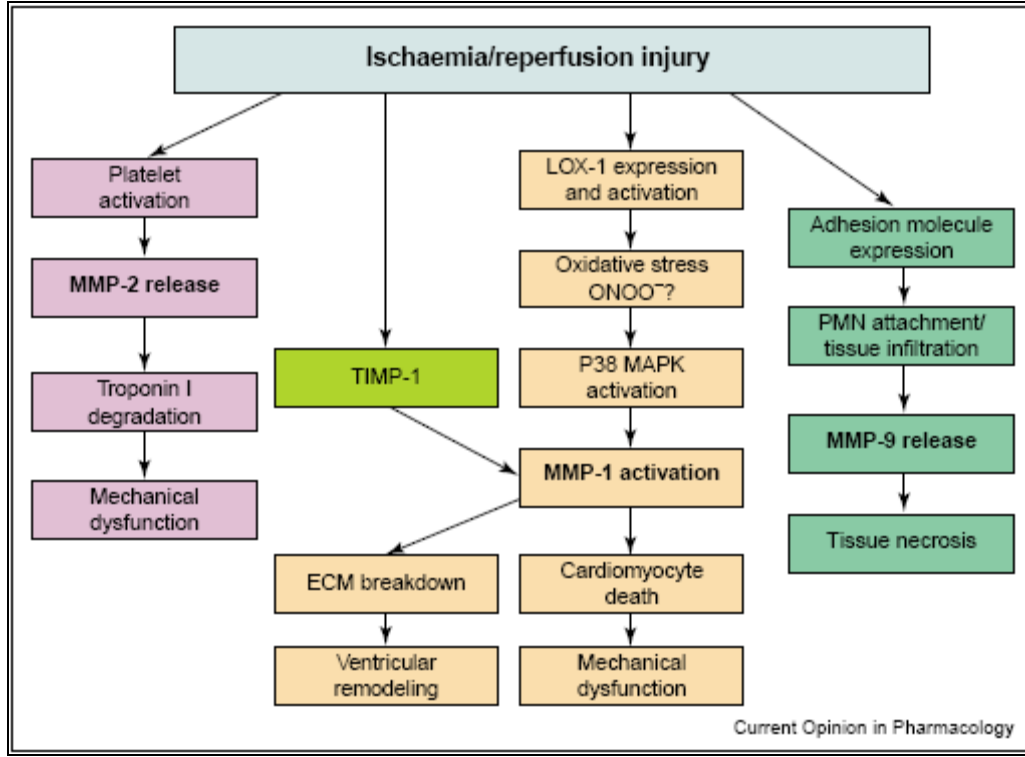 Ischaemia/reperfusion injury
Platelet
activation
MMP-2 release
Troponin I
degradation
Mechanical
dysfunction
TIMP-1
LOX-1 expression
and activation
Oxidative stress
ONOO⁻?
P38 MAPK
activation
MMP-1 activation
ECM breakdown
Ventricular
remodeling
Cardiomyocyte
death
Mechanical
dysfunction
Adhesion molecule
expression
PMN attachment/
tissue infiltration
MMP-9 release
Tissue necrosis
Current Opinion in Pharmacology